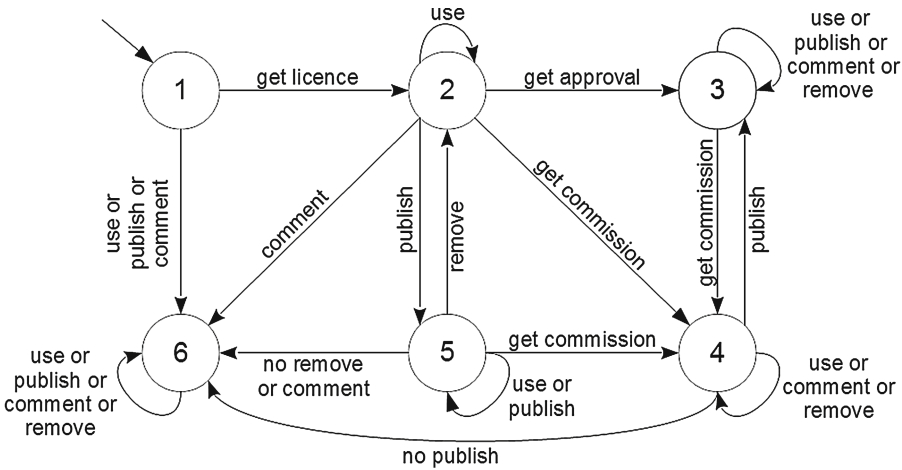 use
use or
publish or
comment or
remove
1
get licence
2
get approval
3
use or
publish or
comment
comment
publish
remove
get commission
get commission
publish
6
no remove
or comment
5
get commission
4
use or
publish or
comment or
remove
use or
publish
use or
comment or
remove
no publish